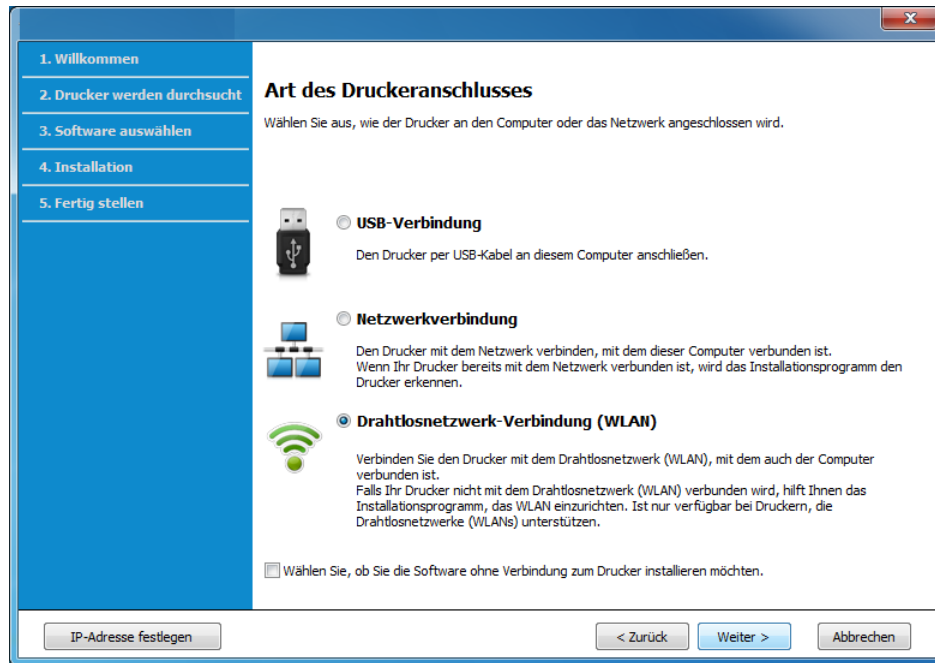 1. Willkommen
2. Drucker werden durchsucht
3. Software auswählen
4. Installation
5. Fertig stellen
Art des Druckeranschlusses
Wählen Sie aus, wie der Drucker an den Computer oder das Netzwerk angeschlossen wird.
USB-Verbindung
Den Drucker per USB-Kabel an diesem Computer anschließen.
Netzwerkverbindung
Den Drucker mit dem Netzwerk verbinden, mit dem dieser Computer verbunden ist.
Wenn Ihr Drucker bereits mit dem Netzwerk verbunden ist, wird das Installationsprogramm den
Drucker erkennen.
Drahtlosnetzwerk-Verbindung (WLAN)
Verbinden Sie den Drucker mit dem Drahtlosnetzwerk (WLAN), mit dem auch der Computer
verbunden ist.
Falls Ihr Drucker nicht mit dem Drahtlosnetzwerk (WLAN) verbunden wird, hilft Ihnen das
Installationsprogramm, das WLAN einzurichten. Ist nur verfügbar bei Druckern, die
Drahtlosnetzwerke (WLANs) unterstützen.
Wählen Sie, ob Sie die Software ohne Verbindung zum Drucker installieren möchten.
IP-Adresse festlegen
< Zurück
Weiter >
Abbrechen